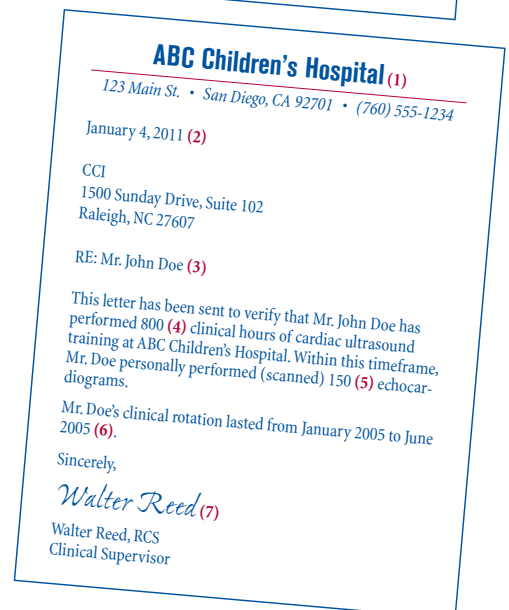 ABC Children's Hospital (1)
123 Main St. • San Diego, CA 92701 • (760) 555-1234
January 4, 2011 (2)
CCI
1500 Sunday Drive, Suite 102
Raleigh, NC 27607
RE: Mr. John Doe (3)
This letter has been sent to verify that Mr. John Doe has
performed 800 (4) clinical hours of cardiac ultrasound
training at ABC Children's Hospital. Within this timeframe,
Mr. Doe personally performed (scanned) 150 (5) echocar-
diograms.
Mr. Doe's clinical rotation lasted from January 2005 to June
2005 (6).
Sincerely,
Walter Reed (7)
Walter Reed, RCS
Clinical Supervisor